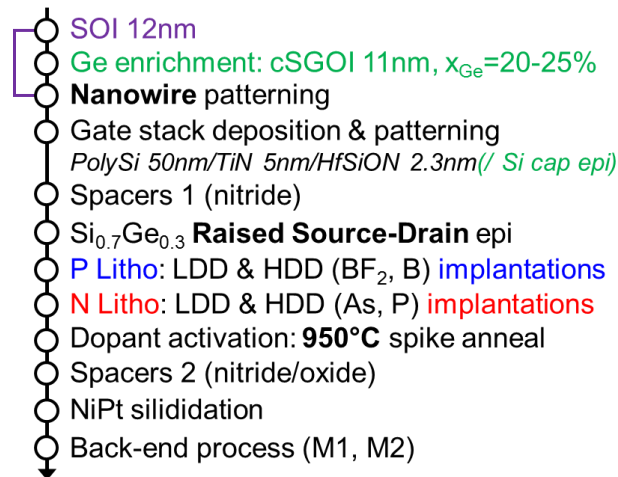 SOI 12nm
Ge enrichment: cSGOI 11nm, xGe=20-25%
Nanowire patterning
Gate stack deposition & patterning
PolySi 50nm/TiN 5nm/HfSiON 2.3nm(/ Si cap epi)
Spacers 1 (nitride)
Si0.7Ge0.3 Raised Source-Drain epi
P Litho: LDD & HDD (BF2, B) implantations
N Litho: LDD & HDD (As, P) implantations
Dopant activation: 950°C spike anneal
Spacers 2 (nitride/oxide)
NiPt silididation
Back-end process (M1, M2)